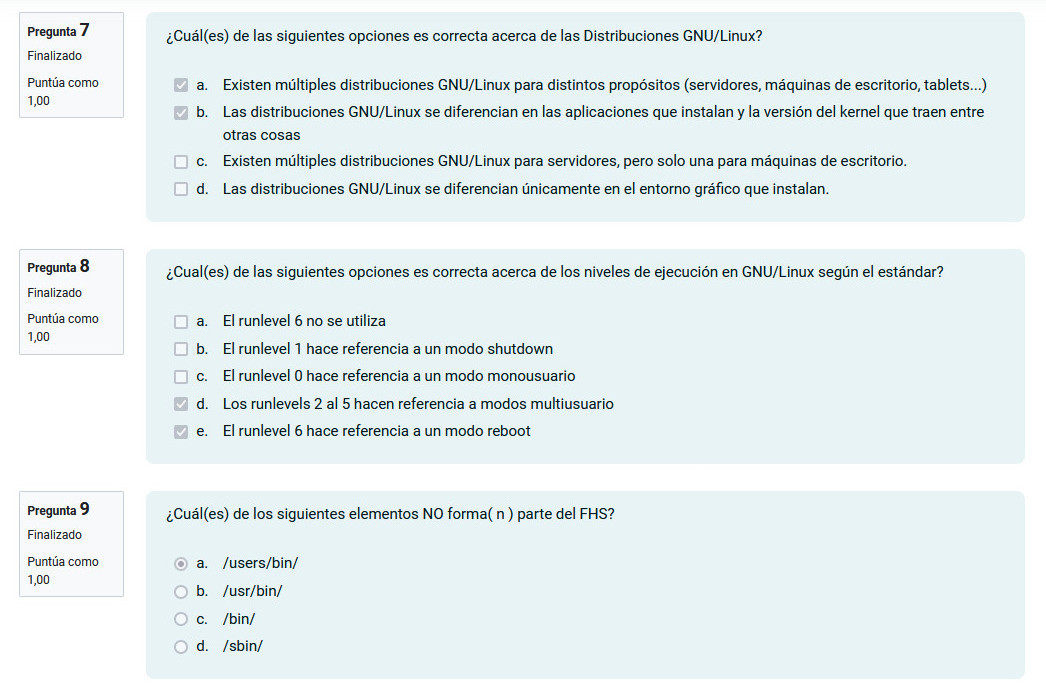 Pregunta 7
Finalizado
Puntúa como
1,00
¿Cuál(es) de las siguientes opciones es correcta acerca de las Distribuciones GNU/Linux?
a. Existen múltiples distribuciones GNU/Linux para distintos propósitos (servidores, máquinas de escritorio, tablets...)
b. Las distribuciones GNU/Linux se diferencian en las aplicaciones que instalan y la versión del kernel que traen entre
otras cosas
c. Existen múltiples distribuciones GNU/Linux para servidores, pero solo una para máquinas de escritorio.
d. Las distribuciones GNU/Linux se diferencian únicamente en el entorno gráfico que instalan.
Pregunta 8
Finalizado
Puntúa como
1,00
¿Cual(es) de las siguientes opciones es correcta acerca de los niveles de ejecución en GNU/Linux según el estándar?
a. El runlevel 6 no se utiliza
b. El runlevel 1 hace referencia a un modo shutdown
c. El runlevel 0 hace referencia a un modo monousuario
d. Los runlevels 2 al 5 hacen referencia a modos multiusuario
e. El runlevel 6 hace referencia a un modo reboot
Pregunta 9
Finalizado
Puntúa como
1,00
¿Cuál(es) de los siguientes elementos NO forma( n ) parte del FHS?
a. /users/bin/
b. /usr/bin/
c. /bin/
d. /sbin/